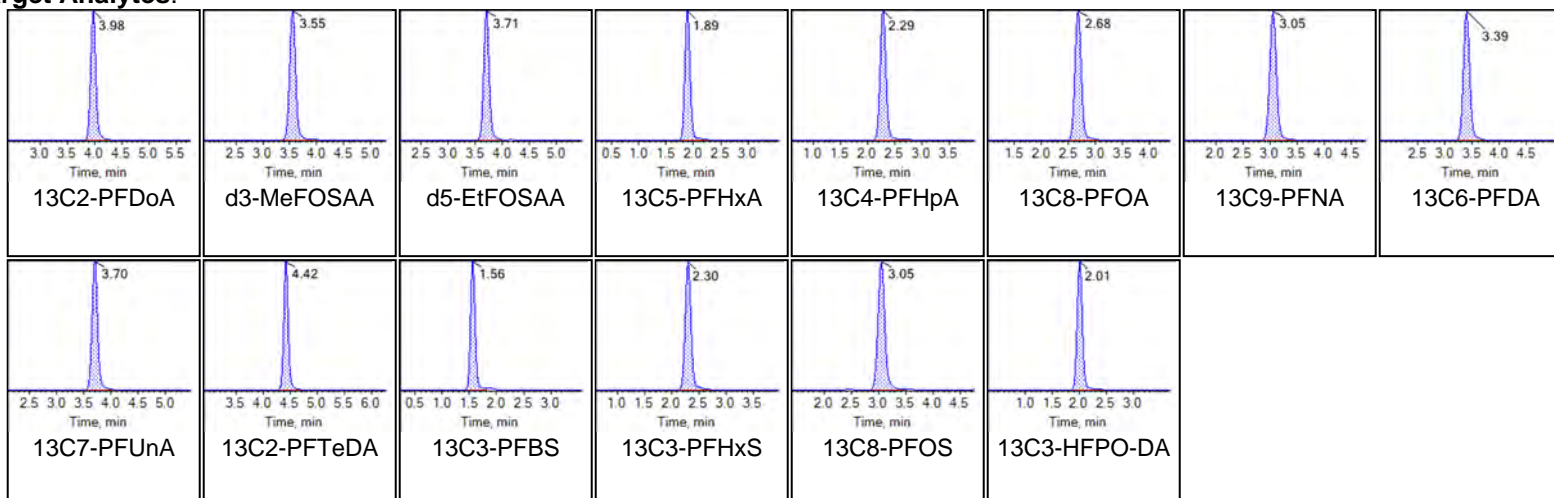 rget Analytes:
3.98 3.55 3.71 1.89 2.29 2.68 3.05 3.39
3.0 3.5 4.0 4.5 5.0 5.5 2.5 3.0 3.5 4.0 4.5 5.0 2.5 3.0 3.5 4.0 4.5 5.0 0.5 1.0 1.5 2.0 2.5 3.0 1.0 1.5 2.0 2.5 3.0 3.5 1.5 2.0 2.5 3.0 3.5 4.0 2.0 2.5 3.0 3.5 4.0 4.5 2.5 3.0 3.5 4.0 4.5
Time, min Time, min Time, min Time, min Time, min Time, min Time, min Time, min
13C2-PFDoA d3-MeFOSAA d5-EtFOSAA 13C5-PFHxA 13C4-PFHpA 13C8-PFOA 13C9-PFNA 13C6-PFDA
3.70 4.42 1.56 2.30 3.05 2.01
2.5 3.0 3.5 4.0 4.5 5.0 3.5 4.0 4.5 5.0 5.5 6.0 0.5 1.0 1.5 2.0 2.5 3.0 1.0 1.5 2.0 2.5 3.0 3.5 2.0 2.5 3.0 3.5 4.0 4.5 1.0 1.5 2.0 2.5 3.0
Time, min Time, min Time, min Time, min Time, min Time, min
13C7-PFUnA 13C2-PFTeDA 13C3-PFBS 13C3-PFHxS 13C8-PFOS 13C3-HFPO-DA